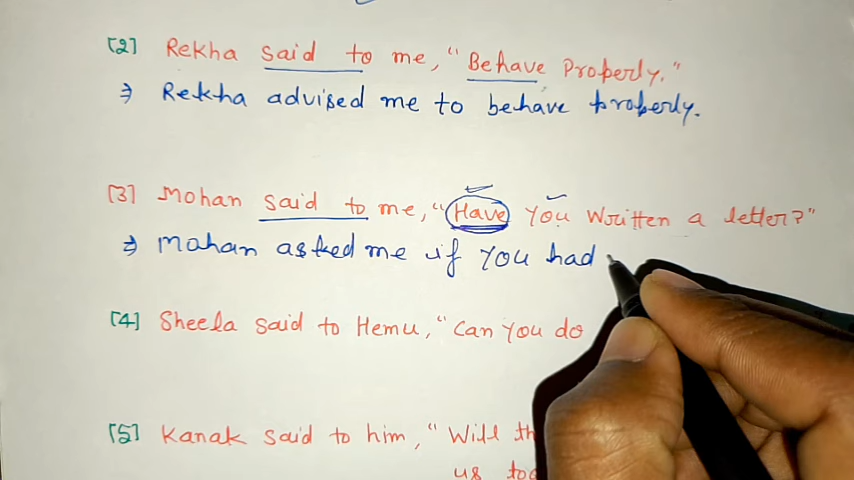 [2] Rekha said to me, "Behave Properly."
⇒ Rekha advised me to behave properly.
[3] Mohan said to me, "Have you written a letter?"
⇒ Mahan asked me if you had
[4] Sheela said to Hemu, "Can you do
[5] Kanak said to him, "Will
us